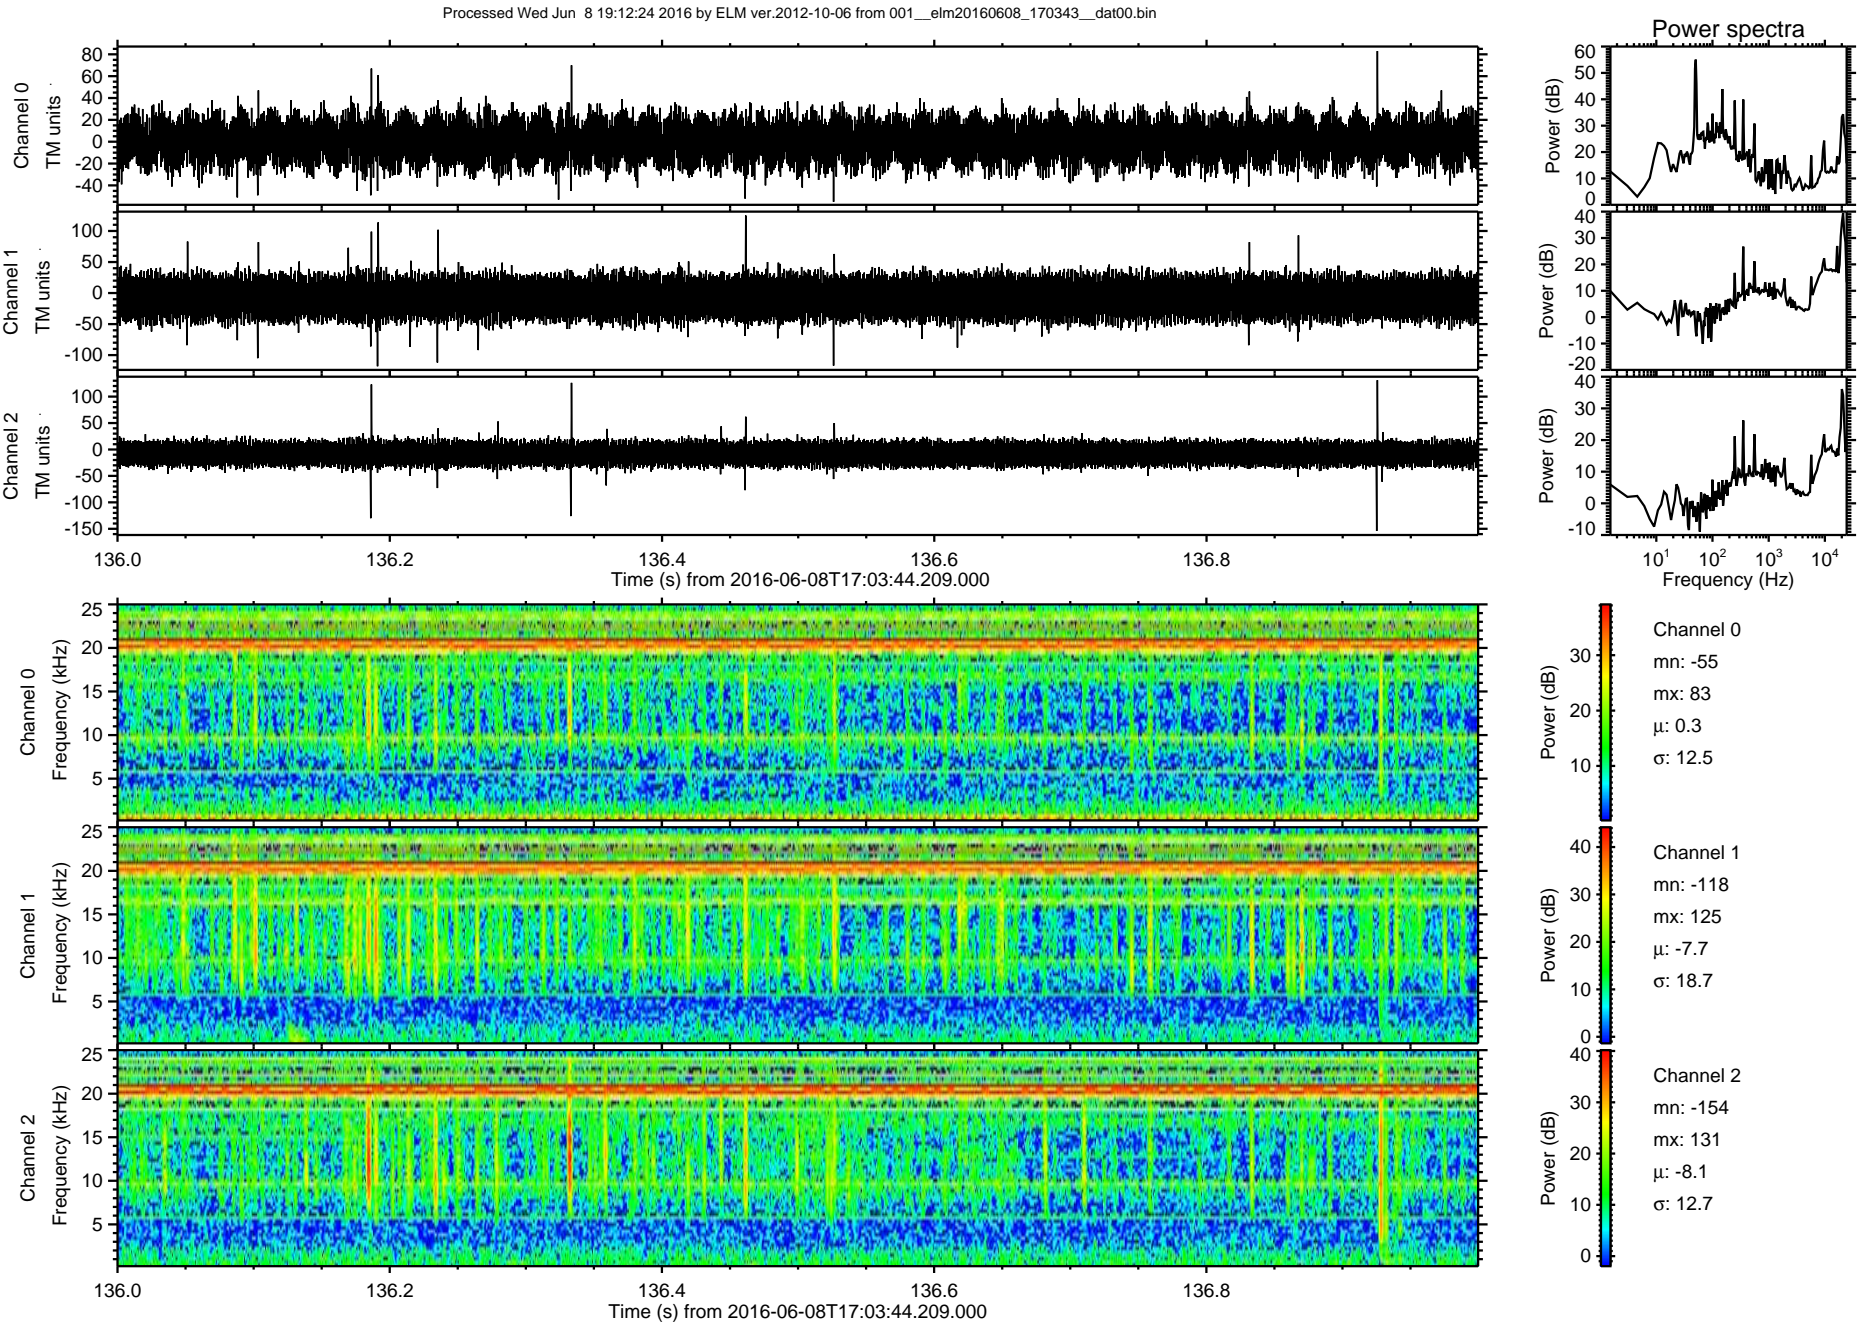 Processed Wed Jun  8 19:12:24 2016 by ELM ver.2012-10-06 from 001__elm20160608_170343__dat00.bin
Power spectra
Channel 0
TM units
80
60
40
20
0
-20
-40
Power (dB)
60
50
40
30
20
10
0
Channel 1
TM units
100
50
0
-50
-100
Power (dB)
40
30
20
10
0
-10
-20
Channel 2
TM units
100
50
0
-50
-100
-150
Power (dB)
40
30
20
10
0
-10
136.0 136.2 136.4 136.6 136.8
Time (s) from 2016-06-08T17:03:44.209.000
10¹ 10² 10³ 10⁴
Frequency (Hz)
Channel 0
Frequency (kHz)
25
20
15
10
5
Power (dB)
30
20
10
Channel 0
mn: -55
mx: 83
µ: 0.3
σ: 12.5
Channel 1
Frequency (kHz)
25
20
15
10
5
Power (dB)
40
30
20
10
0
Channel 1
mn: -118
mx: 125
µ: -7.7
σ: 18.7
Channel 2
Frequency (kHz)
25
20
15
10
5
Power (dB)
40
30
20
10
0
Channel 2
mn: -154
mx: 131
µ: -8.1
σ: 12.7
136.0 136.2 136.4 136.6 136.8
Time (s) from 2016-06-08T17:03:44.209.000